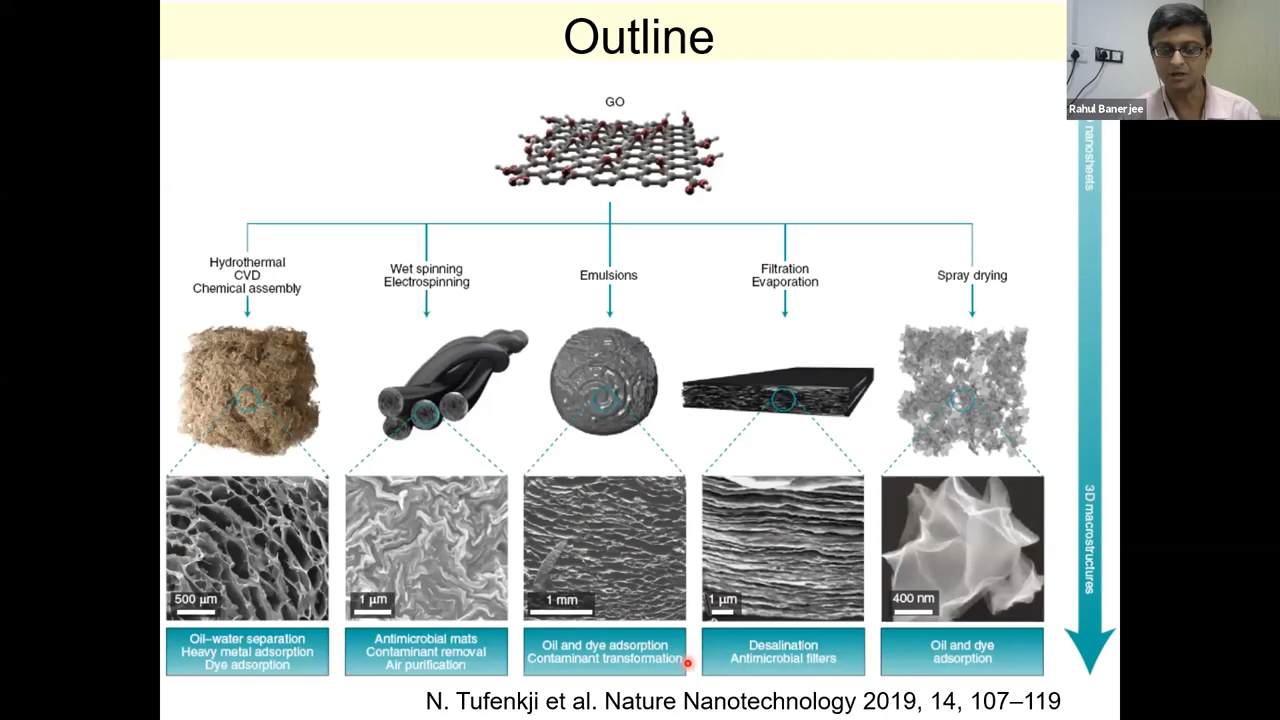 Outline
Rahul Banerjee
GO
nanosheets
Hydrothermal
CVD
Chemical assembly
Wet spinning
Electrospinning
Emulsions
Filtration
Evaporation
Spray drying
3D macrostructures
500 µm
1 µm
1 mm
1 µm
400 nm
Oil–water separation
Heavy metal adsorption
Dye adsorption
Antimicrobial mats
Contaminant removal
Air purification
Oil and dye adsorption
Contaminant transformation
Desalination
Antimicrobial filters
Oil and dye
adsorption
N. Tufenkji et al. Nature Nanotechnology 2019, 14, 107–119